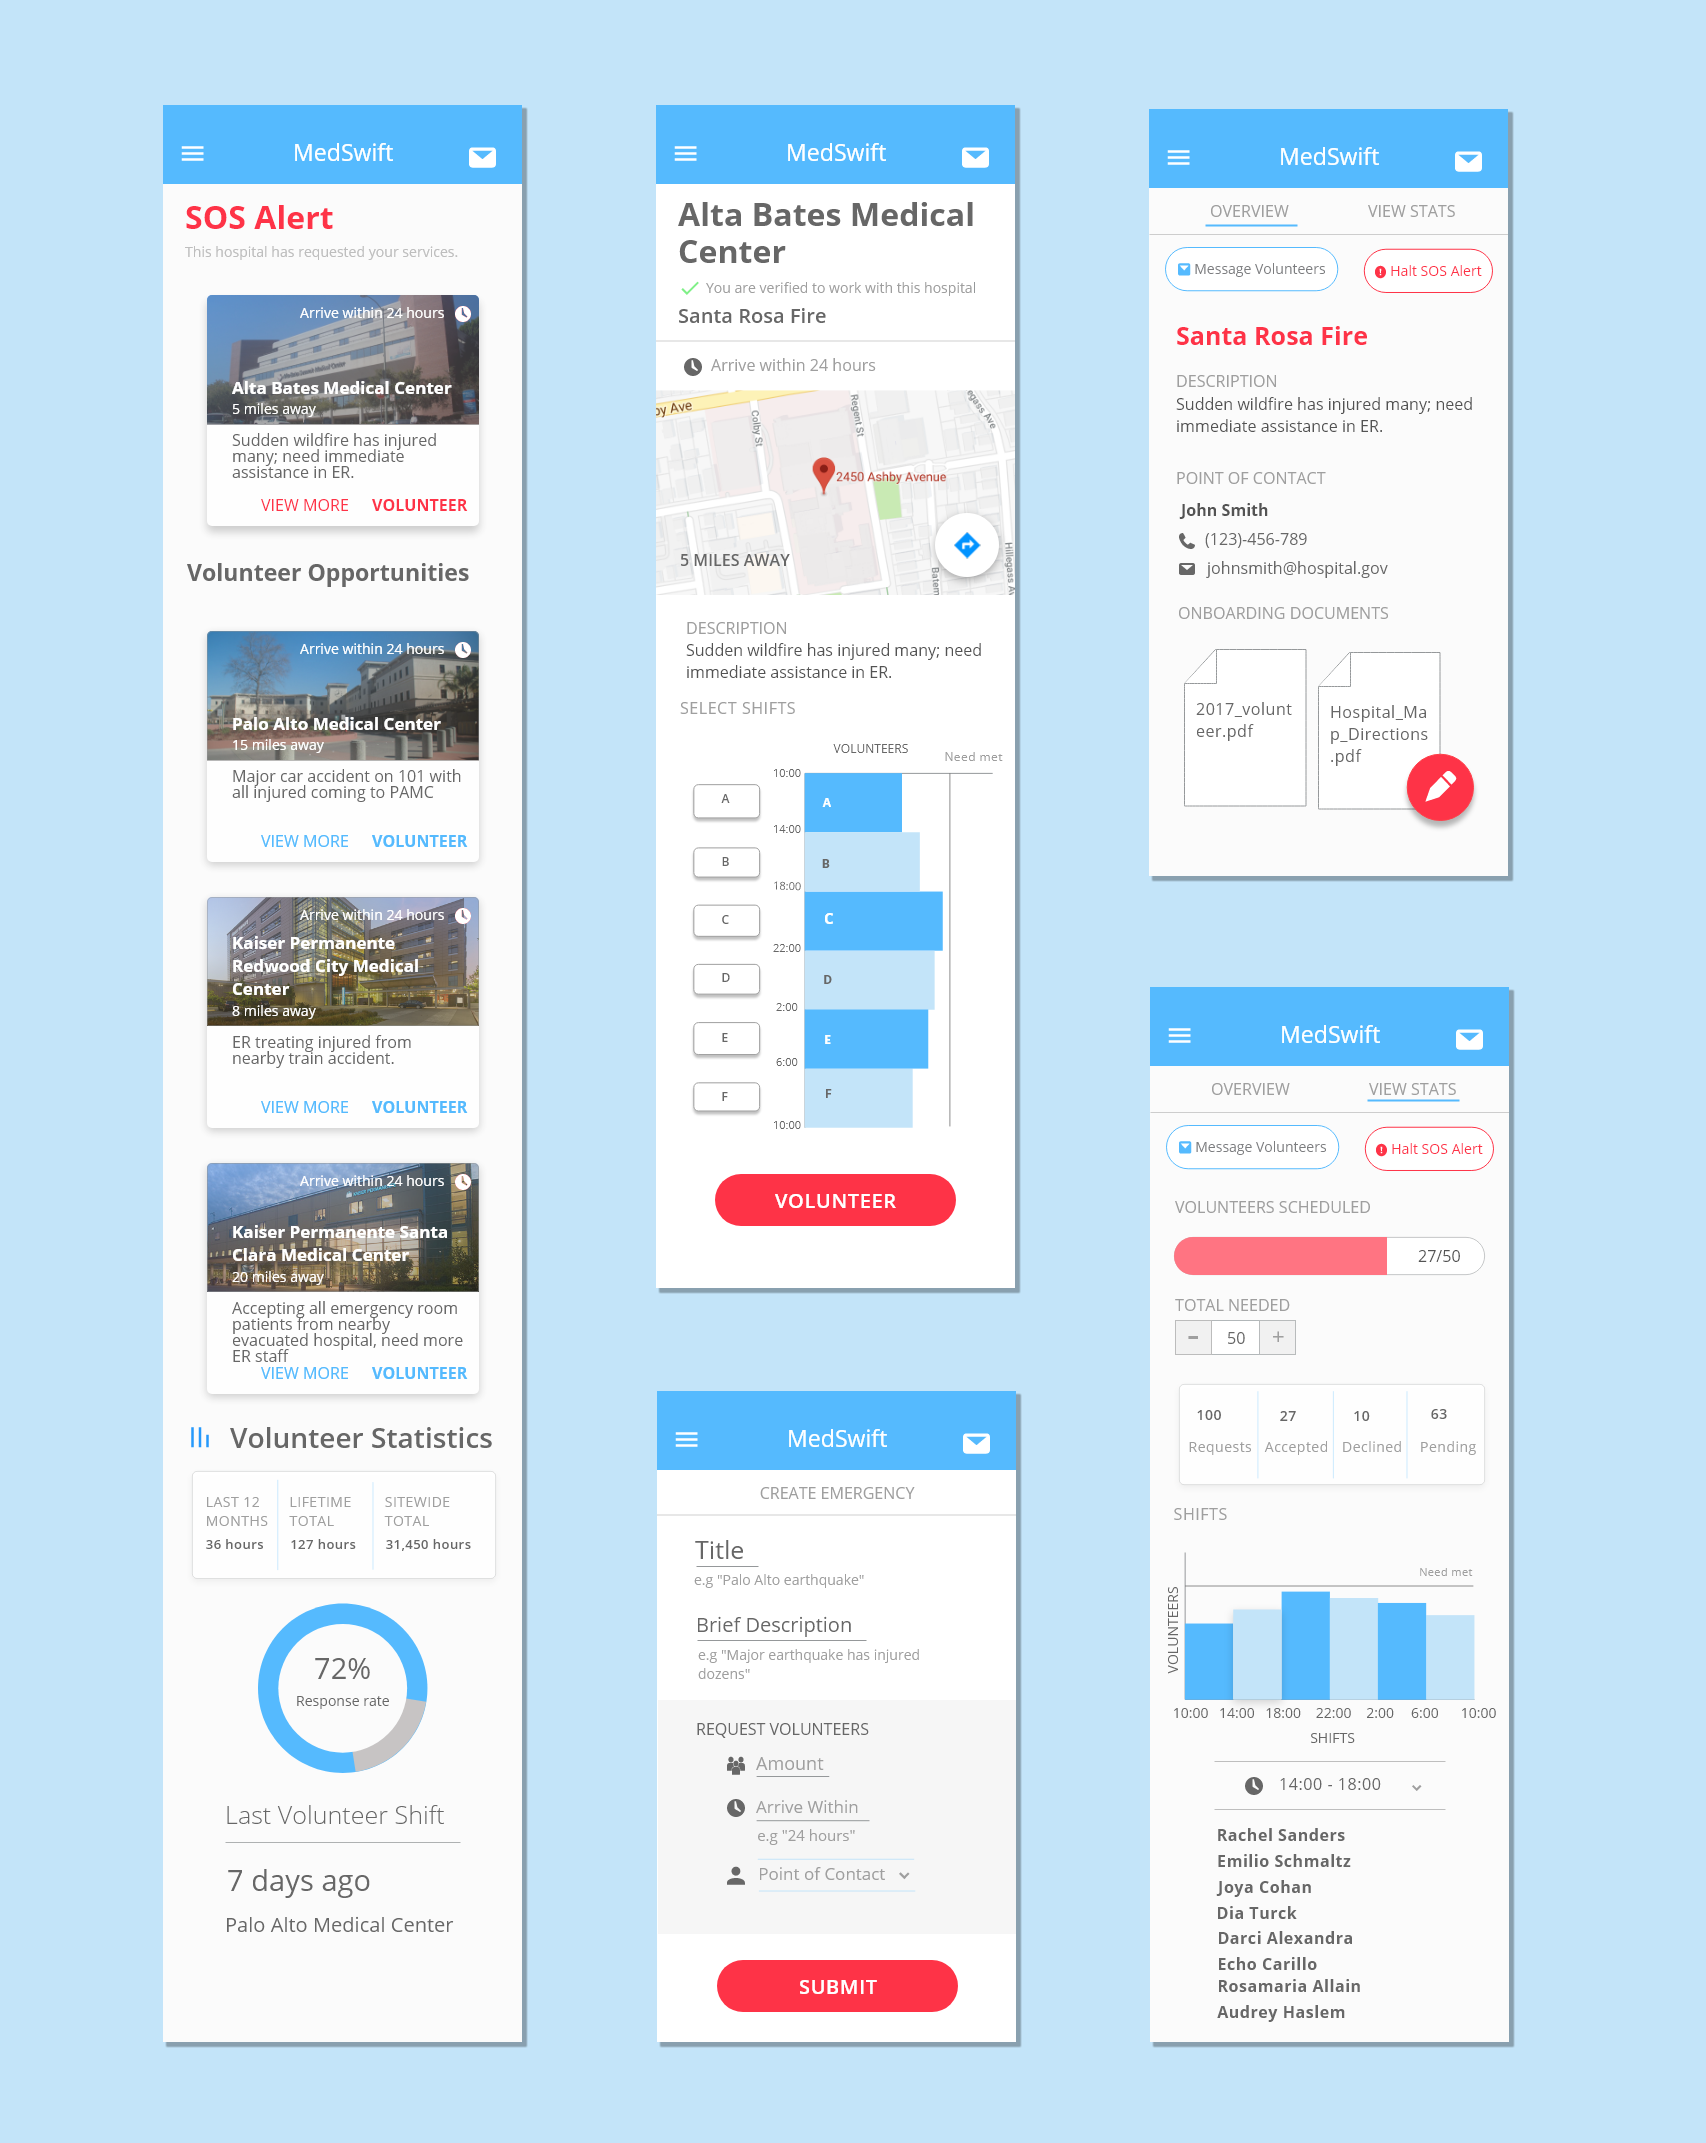 MedSwift
SOS Alert
This hospital has requested your services.
Arrive within 24 hours
Alta Bates Medical Center
5 miles away
Sudden wildfire has injured
many; need immediate
assistance in ER.
VIEW MORE VOLUNTEER
Volunteer Opportunities
Arrive within 24 hours
Palo Alto Medical Center
15 miles away
Major car accident on 101 with
all injured coming to PAMC
VIEW MORE VOLUNTEER
Arrive within 24 hours
Kaiser Permanente
Redwood City Medical
Center
8 miles away
ER treating injured from
nearby train accident.
VIEW MORE VOLUNTEER
Arrive within 24 hours
Kaiser Permanente Santa
Clara Medical Center
20 miles away
Accepting all emergency room
patients from nearby
evacuated hospital, need more
ER staff
VIEW MORE VOLUNTEER
Volunteer Statistics
LAST 12
MONTHS
36 hours
LIFETIME
TOTAL
127 hours
SITEWIDE
TOTAL
31,450 hours
72%
Response rate
Last Volunteer Shift
7 days ago
Palo Alto Medical Center
MedSwift
Alta Bates Medical
Center
You are verified to work with this hospital
Santa Rosa Fire
Arrive within 24 hours
by Ave
Colby St
Regent St
legass Ave
2450 Ashby Avenue
5 MILES AWAY
Batem
Hillegass A
DESCRIPTION
Sudden wildfire has injured many; need
immediate assistance in ER.
SELECT SHIFTS
VOLUNTEERS
Need met
10:00
A A
14:00
B B
18:00
C C
22:00
D D
2:00
E E
6:00
F F
10:00
VOLUNTEER
MedSwift
CREATE EMERGENCY
Title
e.g "Palo Alto earthquake"
Brief Description
e.g "Major earthquake has injured
dozens"
REQUEST VOLUNTEERS
Amount
Arrive Within
e.g "24 hours"
Point of Contact
SUBMIT
MedSwift
OVERVIEW VIEW STATS
Message Volunteers Halt SOS Alert
Santa Rosa Fire
DESCRIPTION
Sudden wildfire has injured many; need
immediate assistance in ER.
POINT OF CONTACT
John Smith
(123)-456-789
johnsmith@hospital.gov
ONBOARDING DOCUMENTS
2017_volunt
eer.pdf
Hospital_Ma
p_Directions
.pdf
MedSwift
OVERVIEW VIEW STATS
Message Volunteers Halt SOS Alert
VOLUNTEERS SCHEDULED
27/50
TOTAL NEEDED
- 50 +
100 27 10 63
Requests Accepted Declined Pending
SHIFTS
Need met
VOLUNTEERS
10:00 14:00 18:00 22:00 2:00 6:00 10:00
SHIFTS
14:00 - 18:00
Rachel Sanders
Emilio Schmaltz
Joya Cohan
Dia Turck
Darci Alexandra
Echo Carillo
Rosamaria Allain
Audrey Haslem